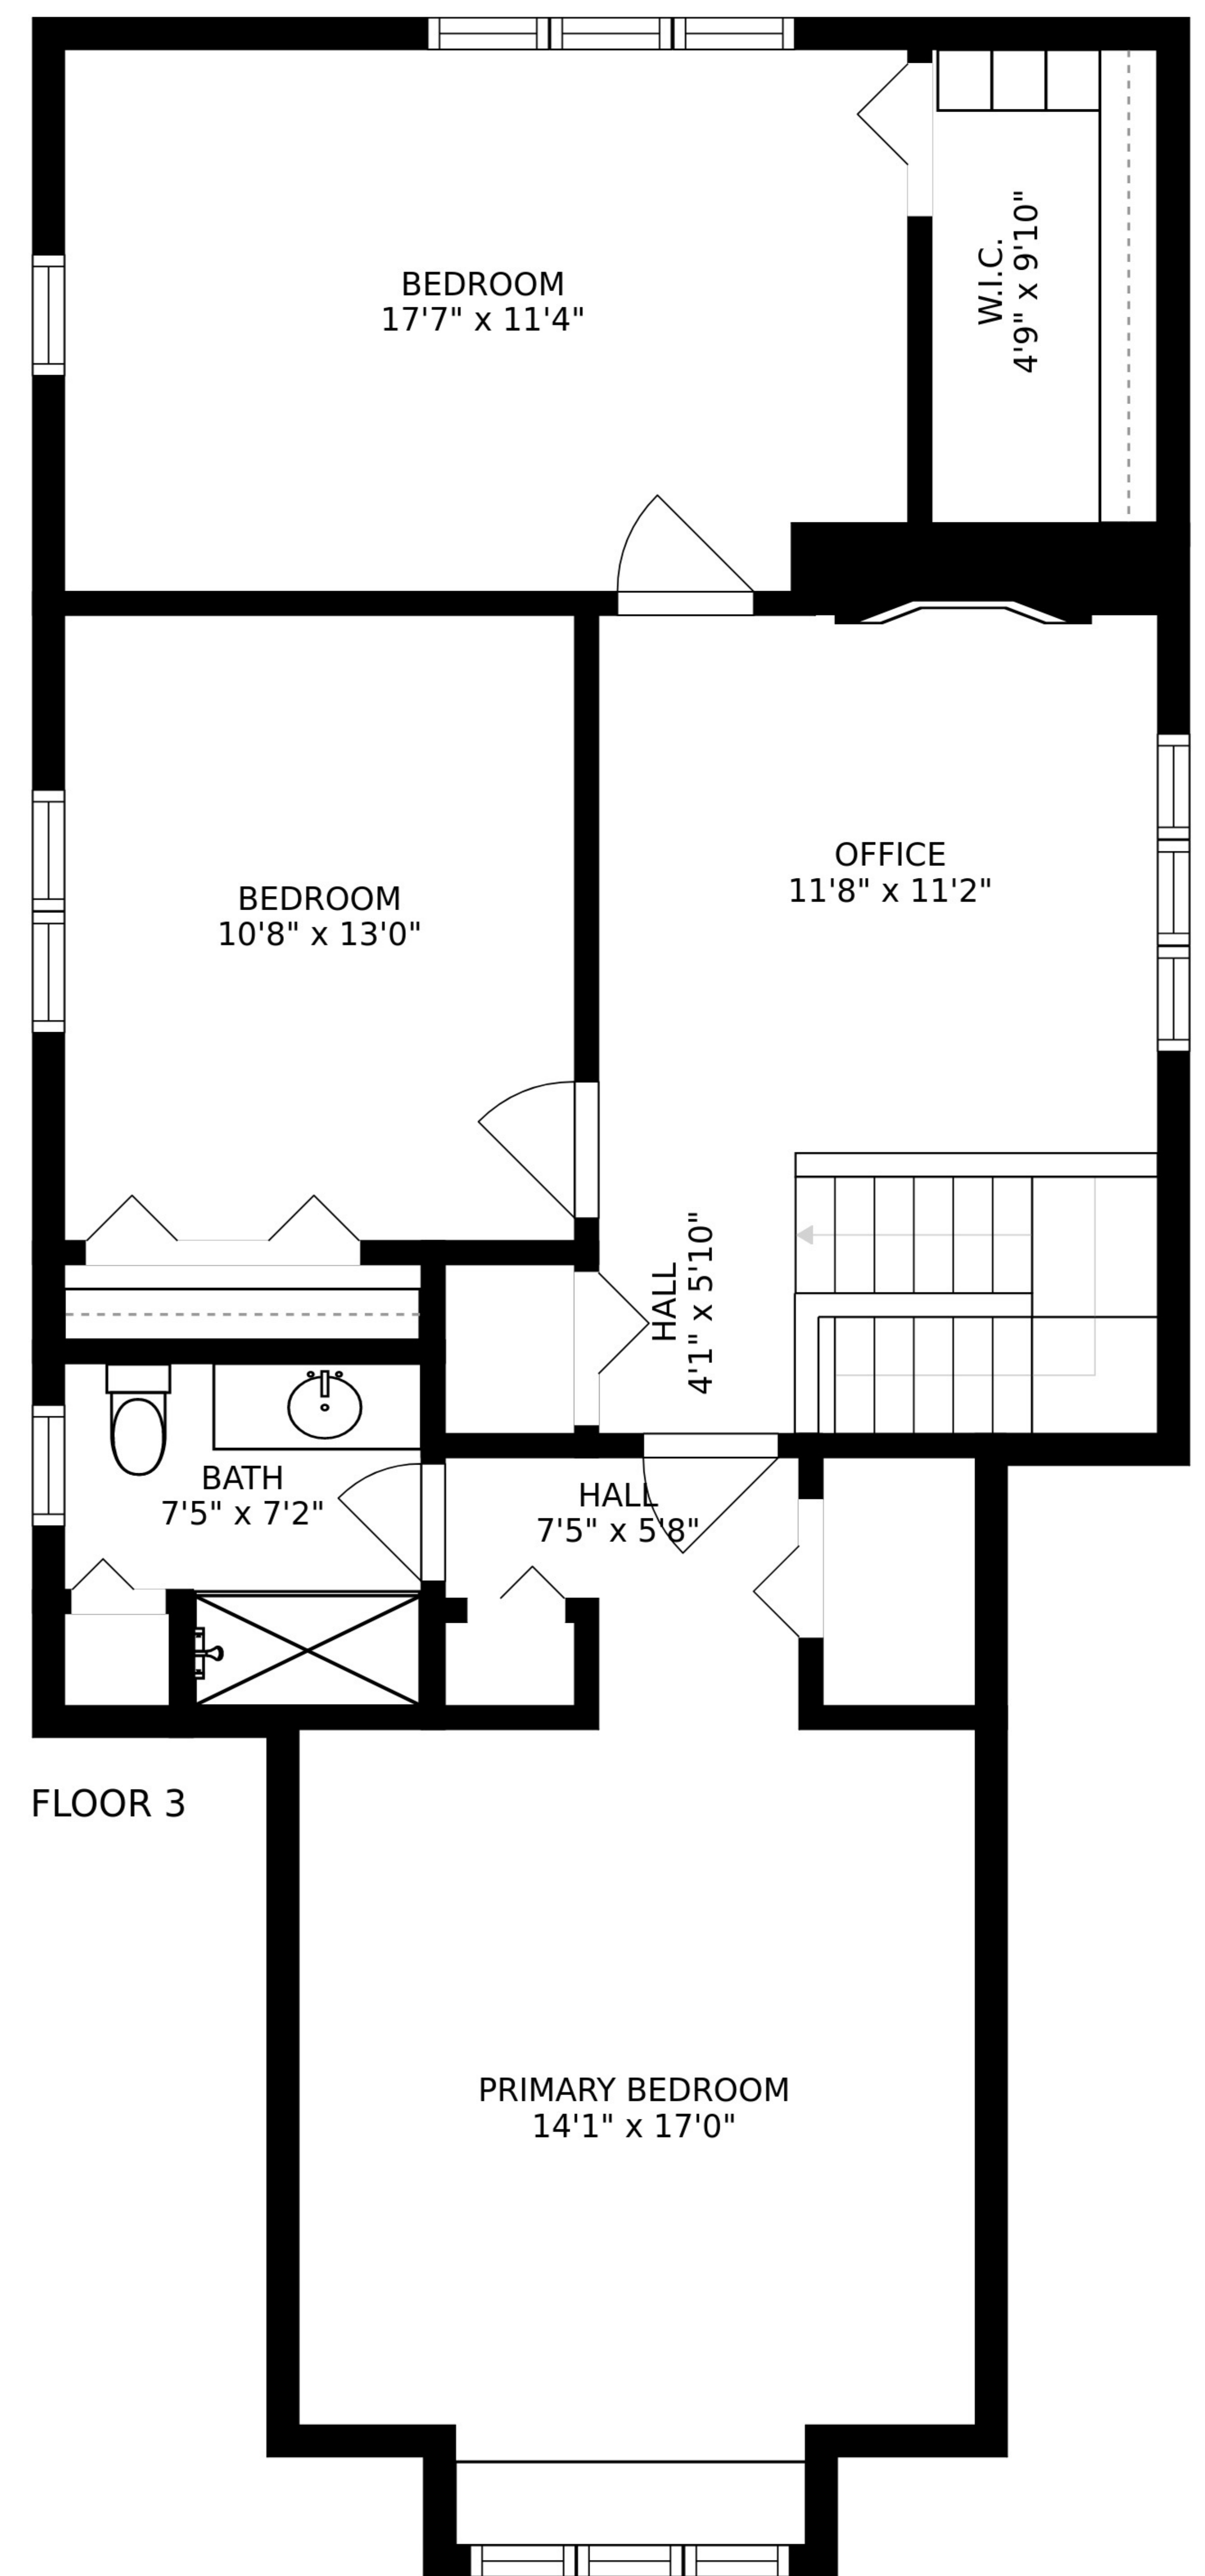 BEDROOM
17'7" x 11'4"
W.I.C.
4'9" x 9'10"
OFFICE
11'8" x 11'2"
BEDROOM
10'8" x 13'0"
HALL
4'1" x 5'10"
BATH
7'5" x 7'2"
HALL
7'5" x 5'8"
FLOOR 3
PRIMARY BEDROOM
14'1" x 17'0"